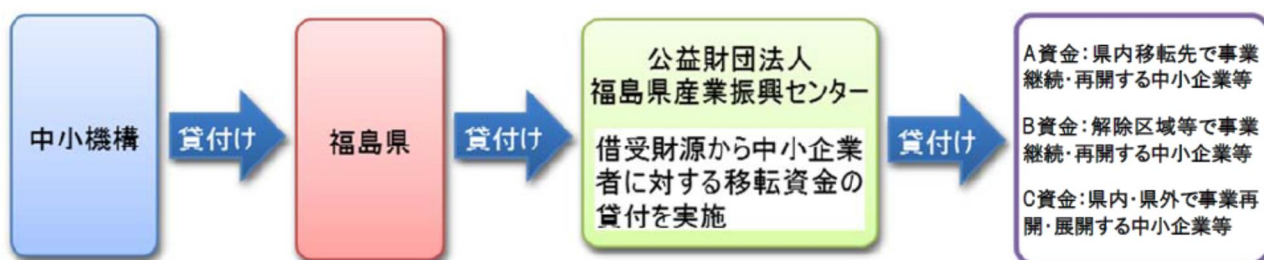 中小機構
貸付け
福島県
貸付け
公益財団法人
福島県産業振興センター
借受財源から中小企業
者に対する移転資金の
貸付を実施
貸付け
A資金：県内移転先で事業
継続・再開する中小企業等
B資金：解除区域等で事業
継続・再開する中小企業等
C資金：県内・県外で事業再
開・展開する中小企業等